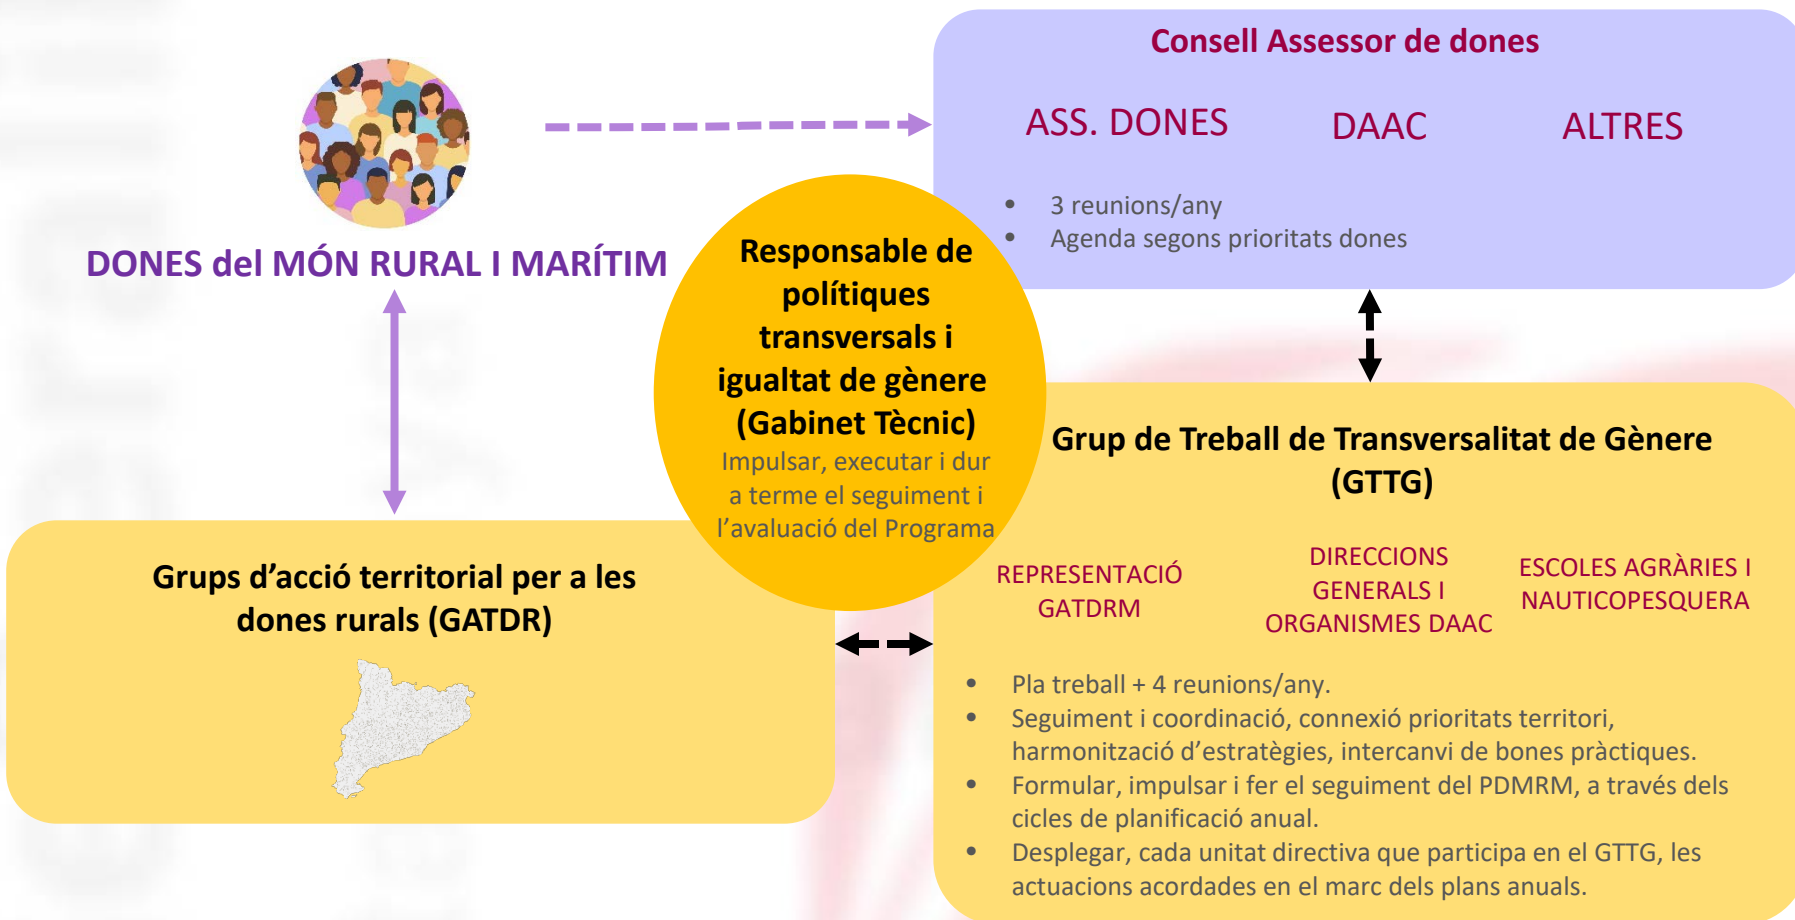 Consell Assessor de dones
ASS. DONES
DAAC
ALTRES
• 3 reunions/any
• Agenda segons prioritats dones
DONES del MÓN RURAL I MARÍTIM
Responsable de
polítiques
transversals i
igualtat de gènere
(Gabinet Tècnic)
Impulsar, executar i dur
a terme el seguiment i
l’avaluació del Programa
Grups d’acció territorial per a les
dones rurals (GATDR)
Grup de Treball de Transversalitat de Gènere
(GTTG)
REPRESENTACIÓ
GATDRM
DIRECCIONS
GENERALS I
ORGANISMES DAAC
ESCOLES AGRÀRIES I
NAUTICOPESQUERA
• Pla treball + 4 reunions/any.
• Seguiment i coordinació, connexió prioritats territori,
harmonització d’estratègies, intercanvi de bones pràctiques.
• Formular, impulsar i fer el seguiment del PDMRM, a través dels
cicles de planificació anual.
• Desplegar, cada unitat directiva que participa en el GTTG, les
actuacions acordades en el marc dels plans anuals.